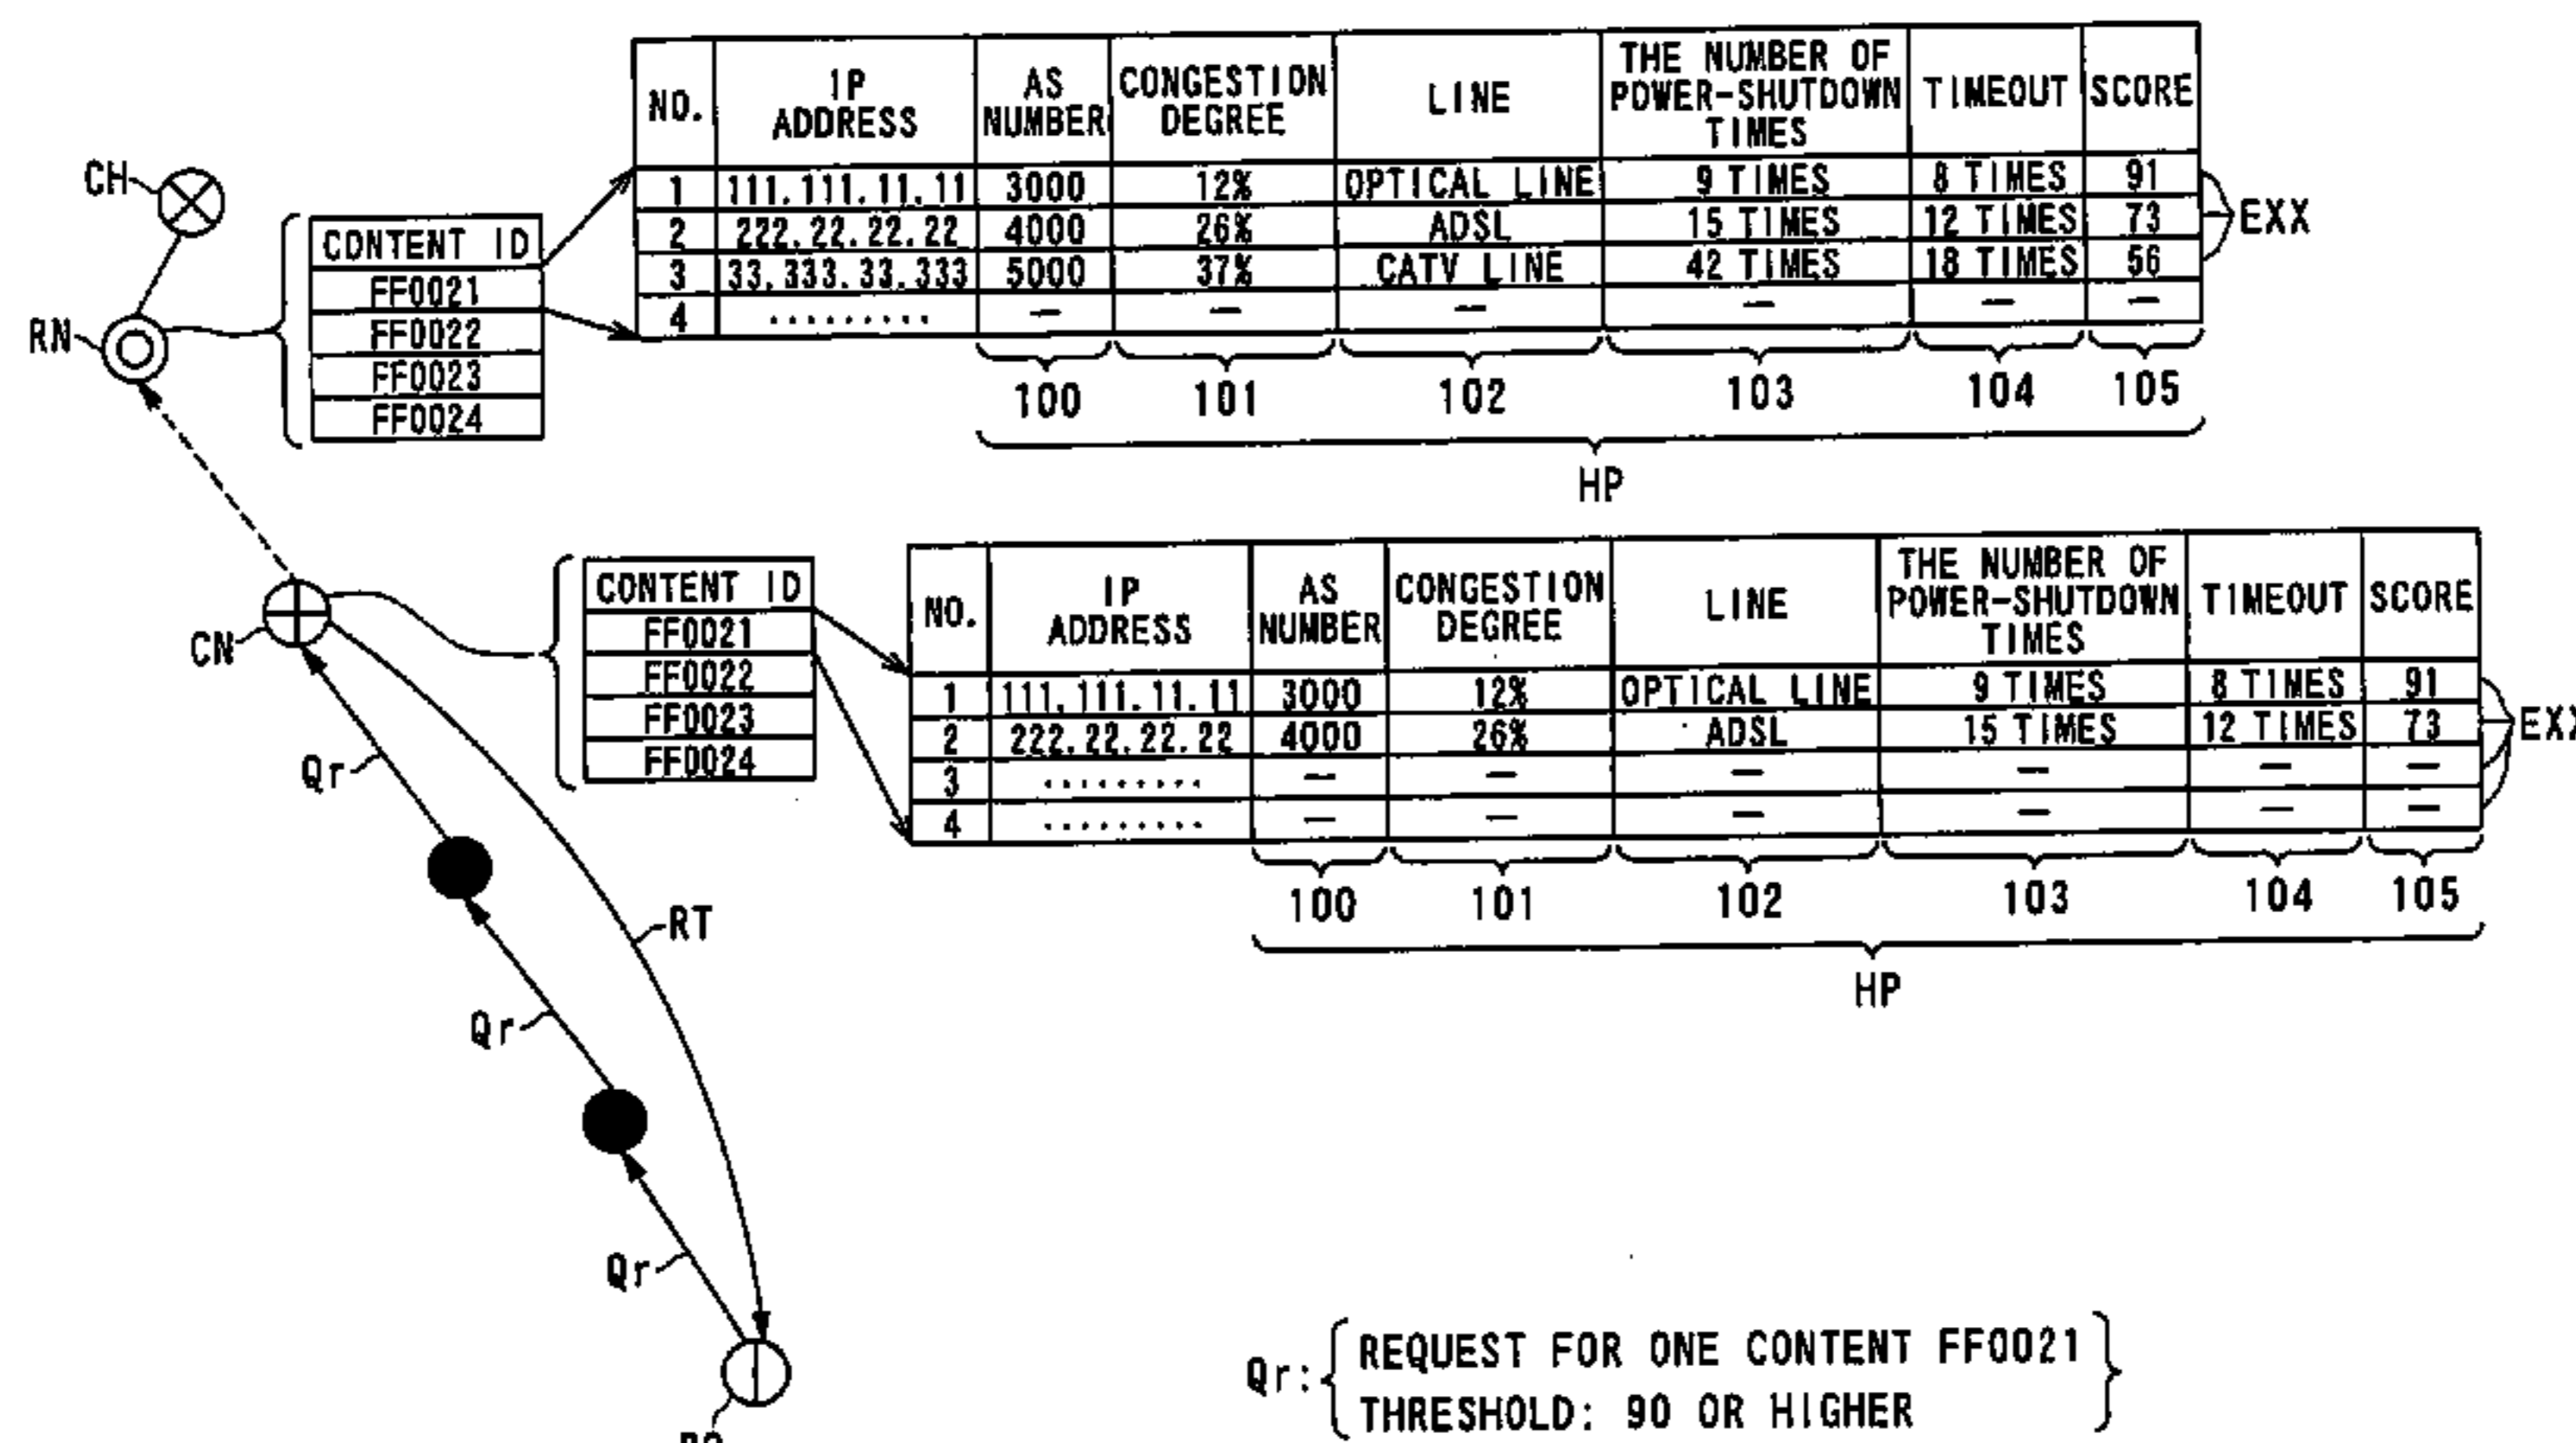 NO. IP ADDRESS AS NUMBER CONGESTION DEGREE LINE THE NUMBER OF POWER-SHUTDOWN TIMES TIMEOUT SCORE
1 111.111.11.11 3000 12% OPTICAL LINE 9 TIMES 8 TIMES 91
2 222.22.22.22 4000 26% ADSL 15 TIMES 12 TIMES 73
3 33.333.33.333 5000 37% CATV LINE 42 TIMES 18 TIMES 56
4 ......... — — — — — —
EXX
100 101 102 103 104 105
HP
CH
RN
CONTENT ID
FF0021
FF0022
FF0023
FF0024
NO. IP ADDRESS AS NUMBER CONGESTION DEGREE LINE THE NUMBER OF POWER-SHUTDOWN TIMES TIMEOUT SCORE
1 111.111.11.11 3000 12% OPTICAL LINE 9 TIMES 8 TIMES 91
2 222.22.22.22 4000 26% ADSL 15 TIMES 12 TIMES 73
3 ......... — — — — — —
4 ......... — — — — — —
100 101 102 103 104 105
HP
CN
CONTENT ID
FF0021
FF0022
FF0023
FF0024
Qr
RT
Qr
Qr
Qr: REQUEST FOR ONE CONTENT FF0021
THRESHOLD: 90 OR HIGHER